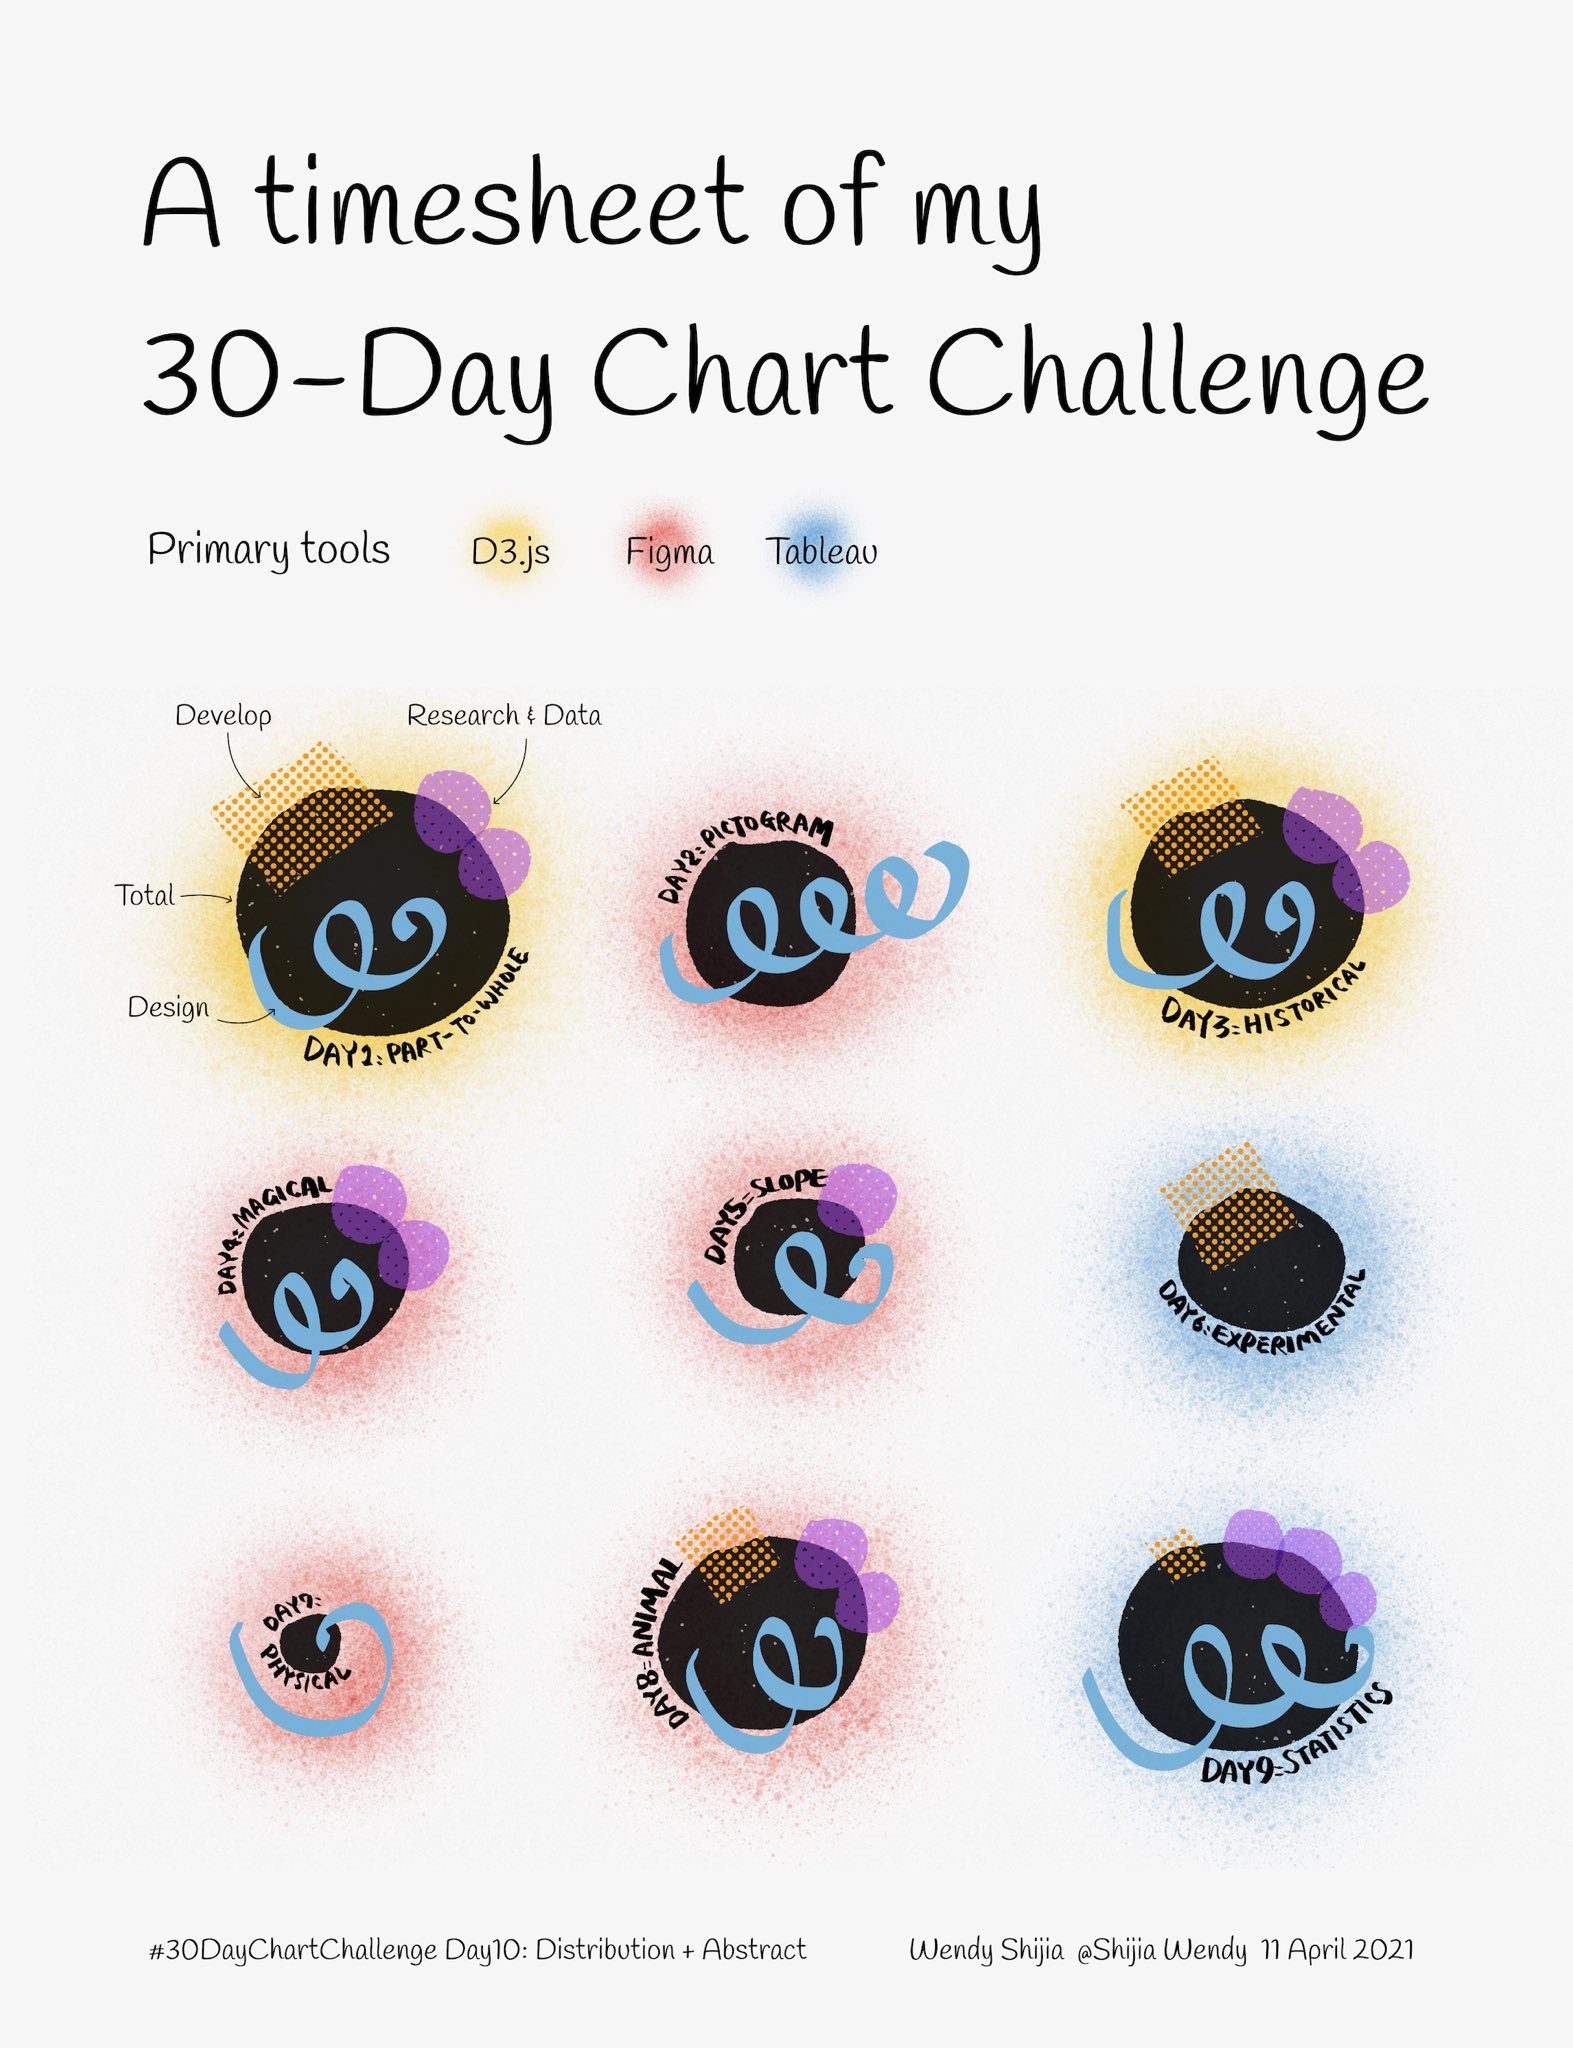 A timesheet of my
30-Day Chart Challenge
Primary tools
D3.js
Figma
Tableau
Develop
Research & Data
Total
Design
DAY1: PART-TO-WHOLE
DAY2: PICTOGRAM
DAY3: HISTORICAL
DAY4: MAGICAL
DAY5: SLOPE
DAY6: EXPERIMENTAL
DAY7:
PHYSICAL
DAY8: ANIMAL
DAY9: STATISTICS
#30DayChartChallenge Day10: Distribution + Abstract
Wendy Shijia @Shijia Wendy 11 April 2021